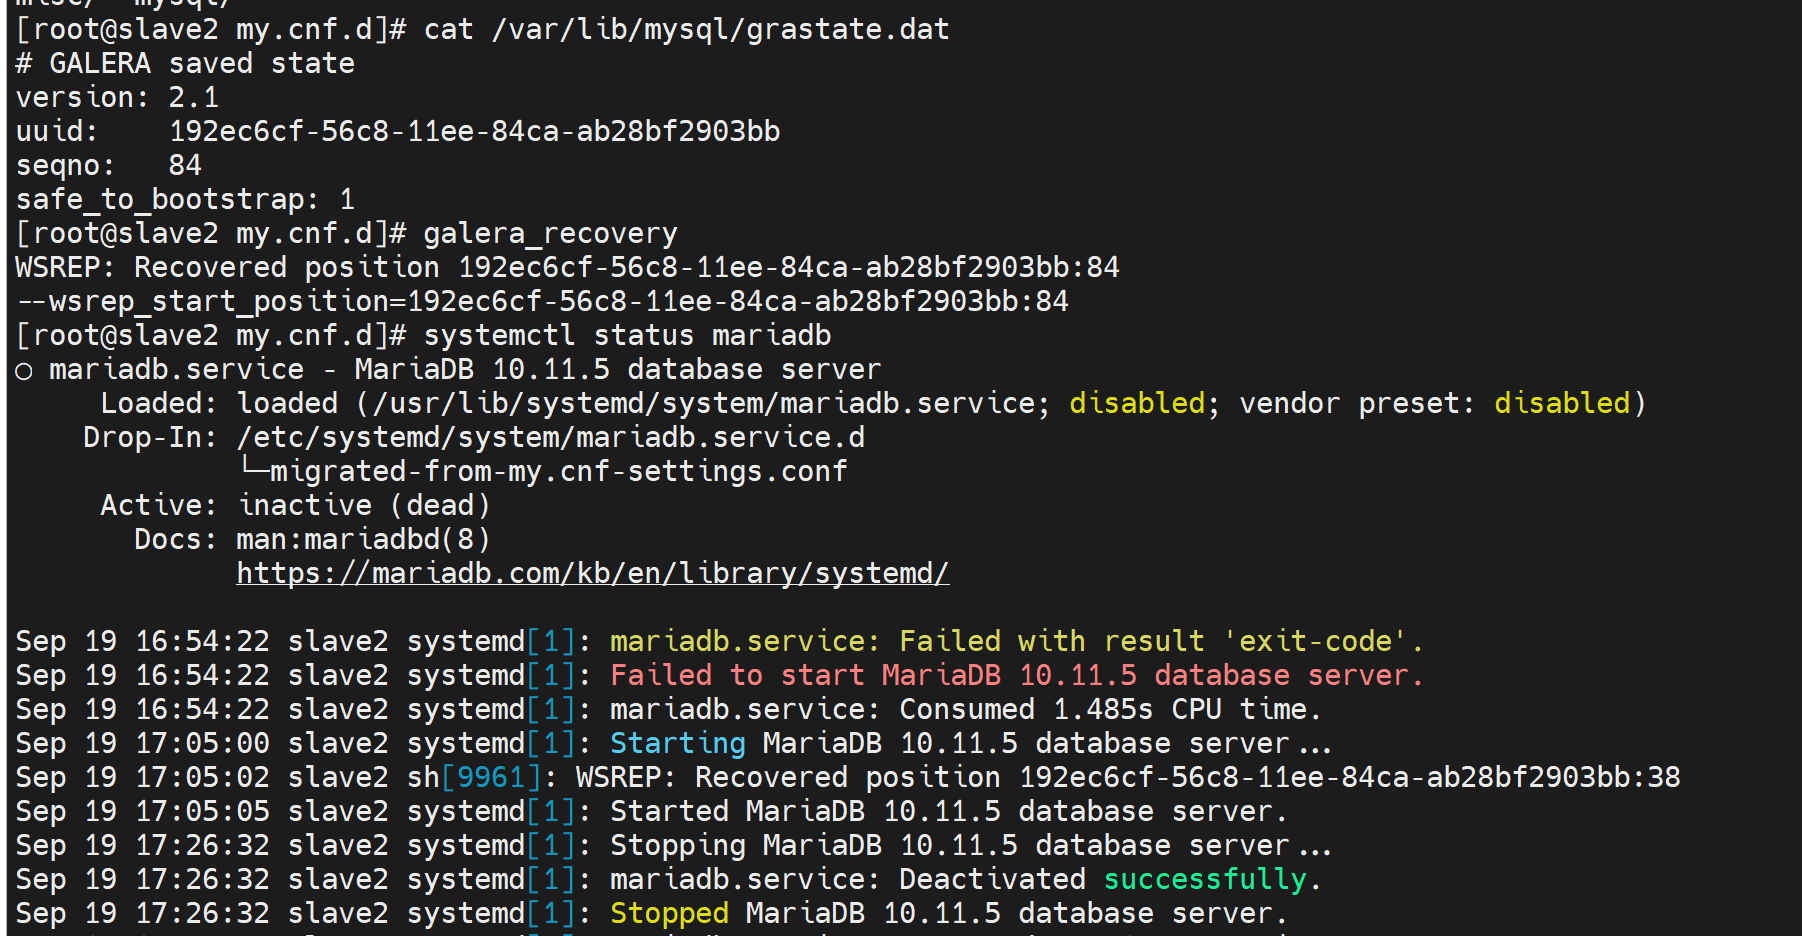 [root@slave2 my.cnf.d]# cat /var/lib/mysql/grastate.dat
# GALERA saved state
version: 2.1
uuid:    192ec6cf-56c8-11ee-84ca-ab28bf2903bb
seqno:   84
safe_to_bootstrap: 1
[root@slave2 my.cnf.d]# galera_recovery
WSREP: Recovered position 192ec6cf-56c8-11ee-84ca-ab28bf2903bb:84
--wsrep_start_position=192ec6cf-56c8-11ee-84ca-ab28bf2903bb:84
[root@slave2 my.cnf.d]# systemctl status mariadb
○ mariadb.service - MariaDB 10.11.5 database server
     Loaded: loaded (/usr/lib/systemd/system/mariadb.service; disabled; vendor preset: disabled)
    Drop-In: /etc/systemd/system/mariadb.service.d
             └─migrated-from-my.cnf-settings.conf
     Active: inactive (dead)
       Docs: man:mariadbd(8)
             https://mariadb.com/kb/en/library/systemd/
Sep 19 16:54:22 slave2 systemd[1]: mariadb.service: Failed with result 'exit-code'.
Sep 19 16:54:22 slave2 systemd[1]: Failed to start MariaDB 10.11.5 database server.
Sep 19 16:54:22 slave2 systemd[1]: mariadb.service: Consumed 1.485s CPU time.
Sep 19 17:05:00 slave2 systemd[1]: Starting MariaDB 10.11.5 database server...
Sep 19 17:05:02 slave2 sh[9961]: WSREP: Recovered position 192ec6cf-56c8-11ee-84ca-ab28bf2903bb:38
Sep 19 17:05:05 slave2 systemd[1]: Started MariaDB 10.11.5 database server.
Sep 19 17:26:32 slave2 systemd[1]: Stopping MariaDB 10.11.5 database server...
Sep 19 17:26:32 slave2 systemd[1]: mariadb.service: Deactivated successfully.
Sep 19 17:26:32 slave2 systemd[1]: Stopped MariaDB 10.11.5 database server.